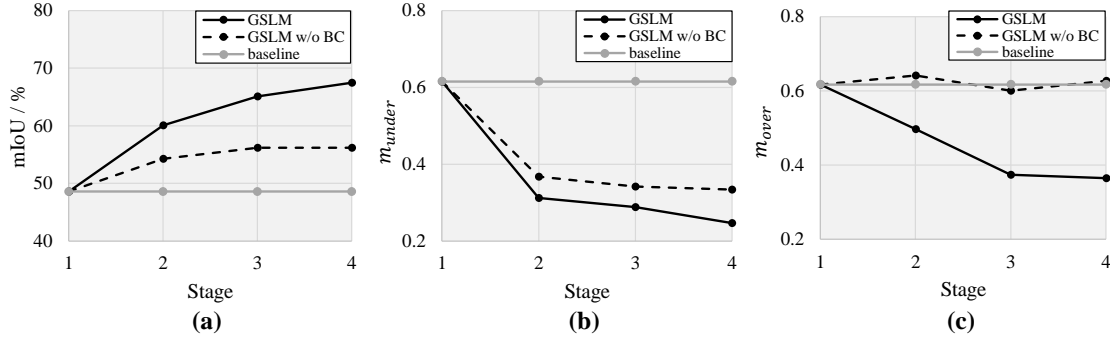 80
70
60
50
40
mIoU / %
GSLM
GSLM w/o BC
baseline
1 2 3 4
Stage
(a)
0.8
0.6
0.4
0.2
m_under
GSLM
GSLM w/o BC
baseline
1 2 3 4
Stage
(b)
0.8
0.6
0.4
0.2
m_over
GSLM
GSLM w/o BC
baseline
1 2 3 4
Stage
(c)